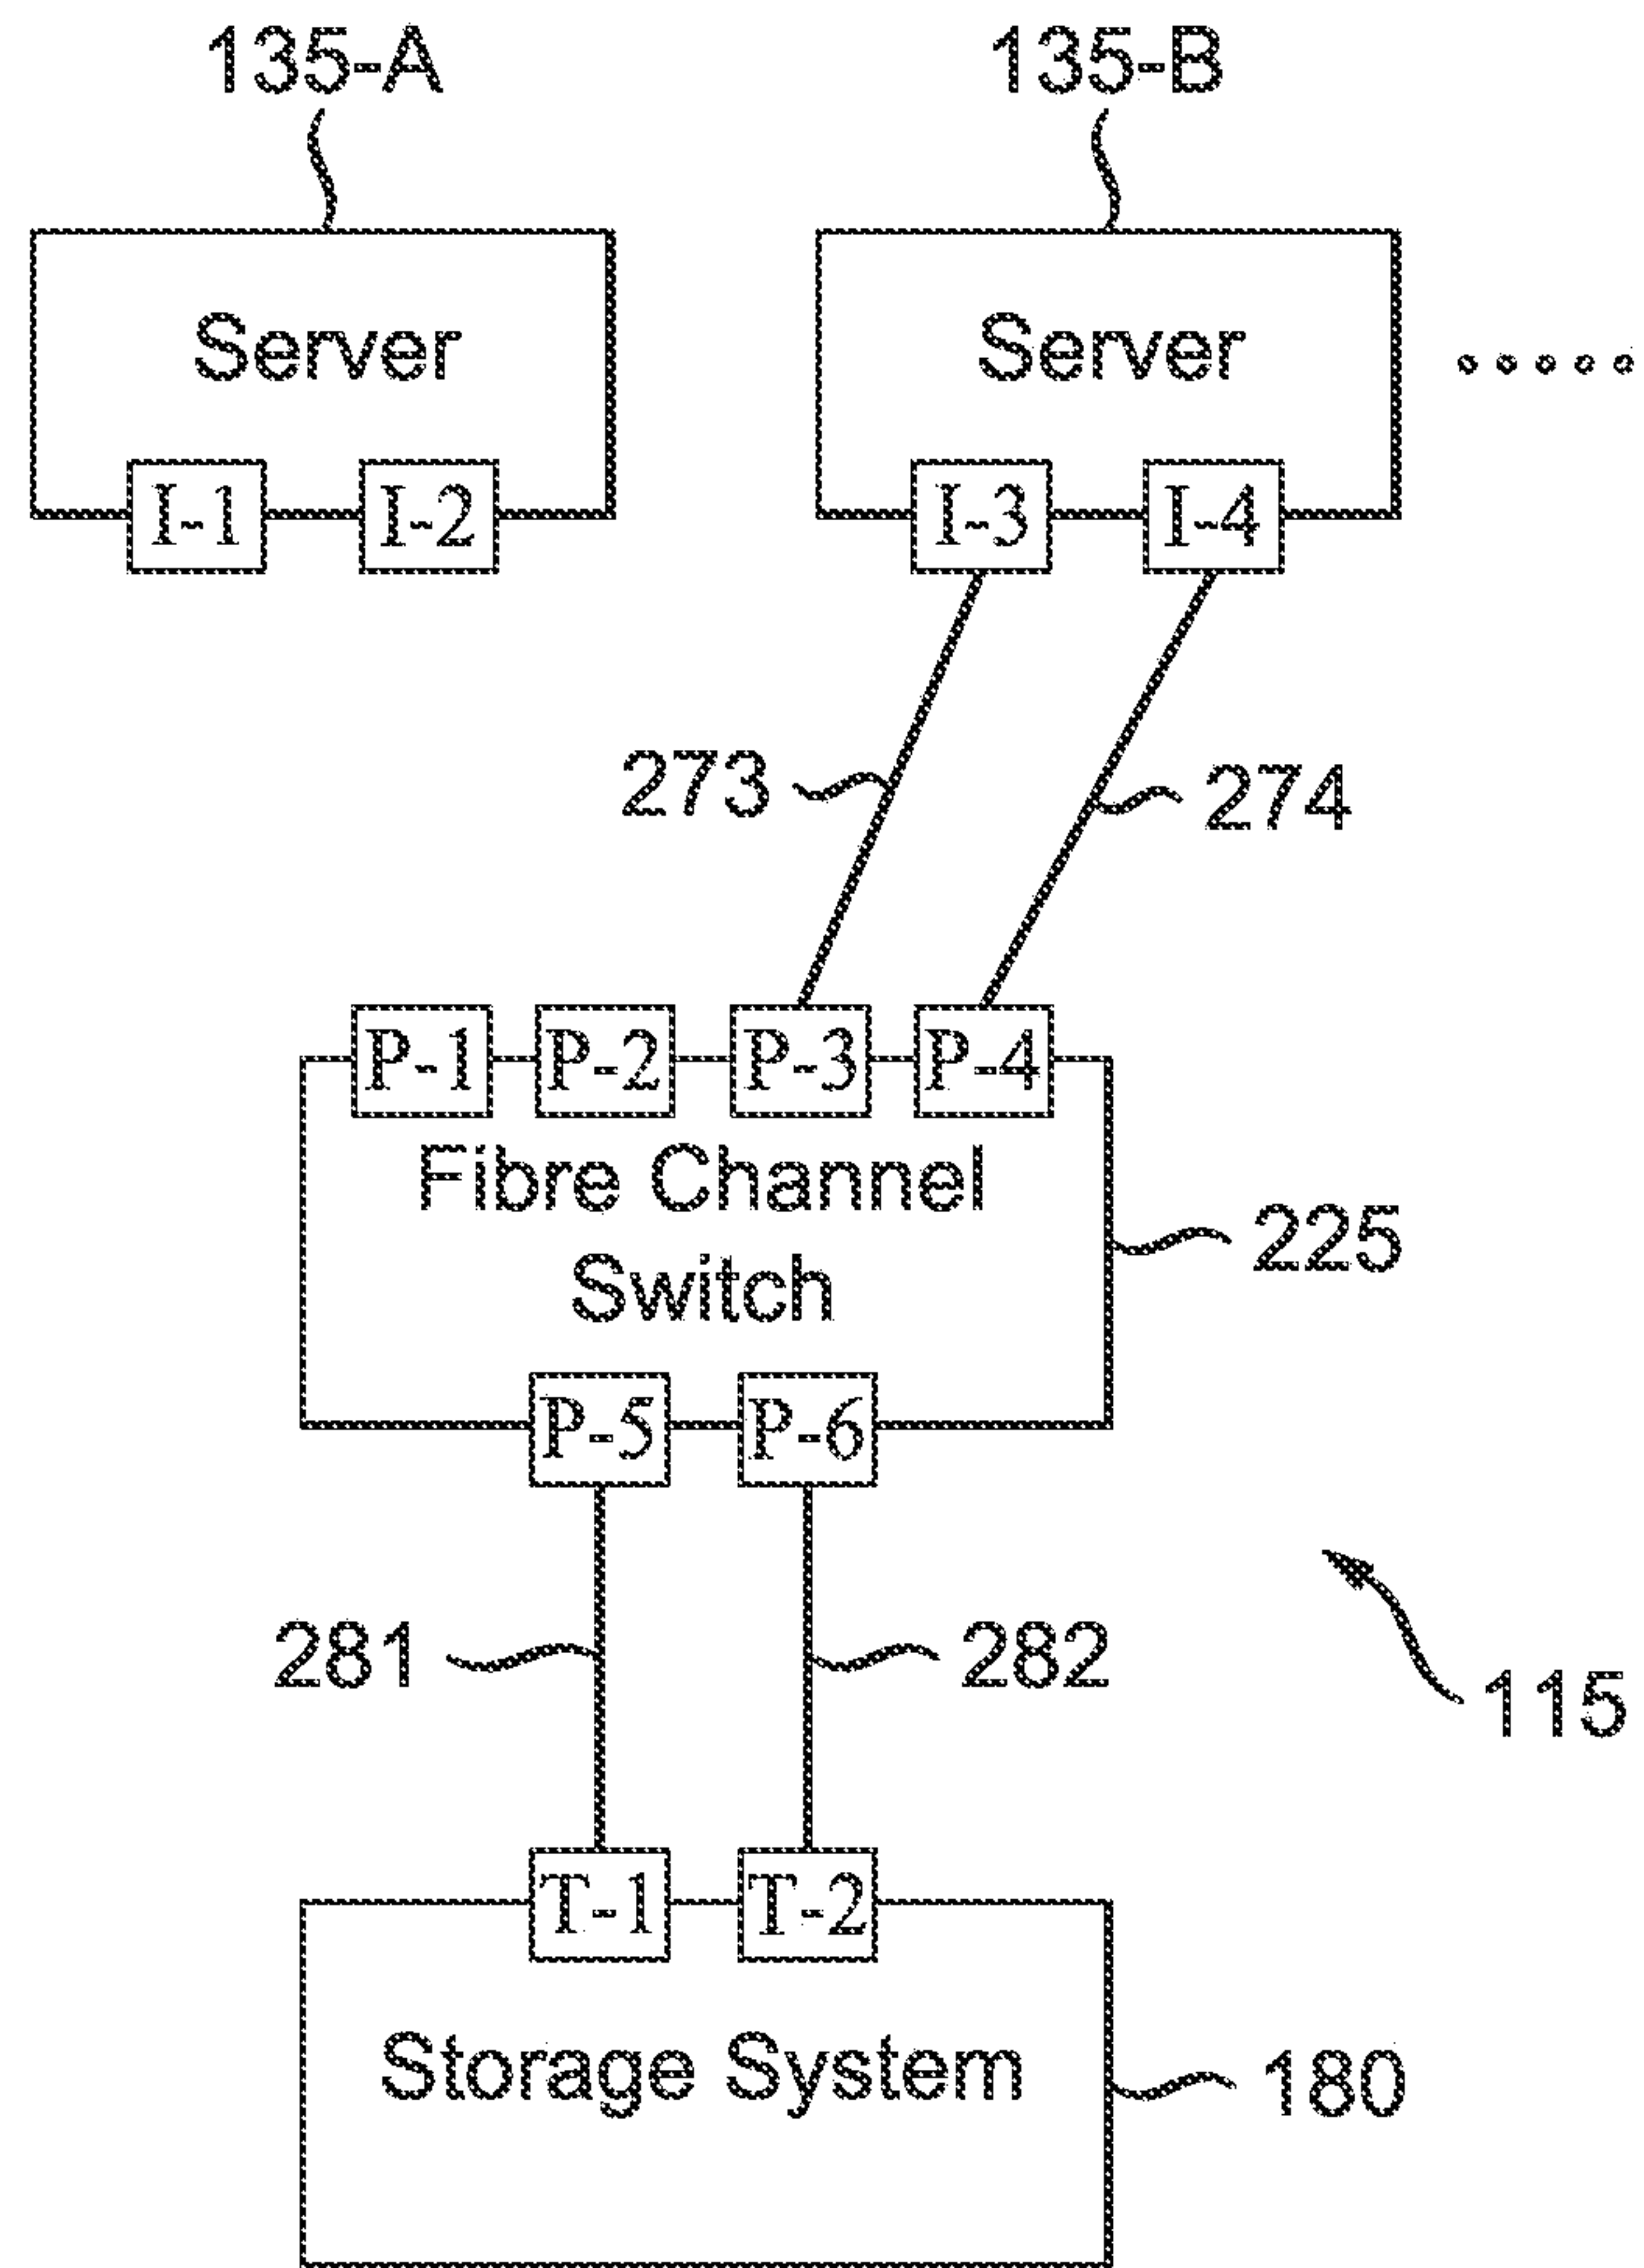 135-A
135-B
Server
Server
I-1
I-2
I-3
I-4
273
274
P-1
P-2
P-3
P-4
Fibre Channel
Switch
225
P-5
P-6
281
282
115
T-1
T-2
Storage System
180